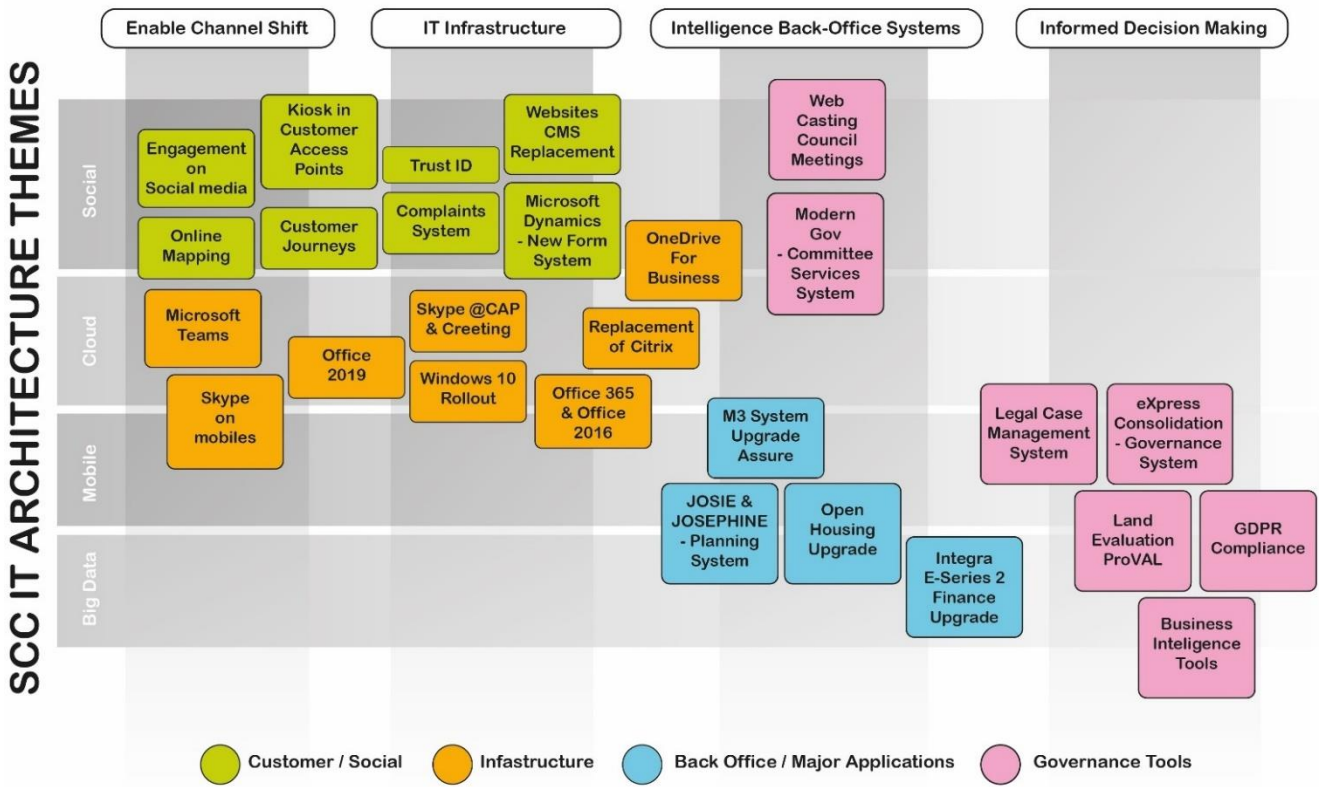 SCC IT ARCHITECTURE THEMES
Enable Channel Shift
IT Infrastructure
Intelligence Back-Office Systems
Informed Decision Making
Social
Engagement
on
Social media
Kiosk in
Customer
Access
Points
Trust ID
Websites
CMS
Replacement
Online
Mapping
Customer
Journeys
Complaints
System
Microsoft
Dynamics
- New Form
System
OneDrive
For
Business
Web
Casting
Council
Meetings
Modern
Gov
- Committee
Services
System
Cloud
Microsoft
Teams
Office
2019
Skype @CAP
& Creeting
Replacement
of Citrix
Skype
on
mobiles
Windows 10
Rollout
Office 365
& Office
2016
Mobile
M3 System
Upgrade
Assure
Legal Case
Management
System
eXpress
Consolidation
- Governance
System
JOSIE &
JOSEPHINE
- Planning
System
Open
Housing
Upgrade
Land
Evaluation
ProVAL
GDPR
Compliance
Big Data
Integra
E-Series 2
Finance
Upgrade
Business
Inteligence
Tools
Customer / Social
Infastructure
Back Office / Major Applications
Governance Tools